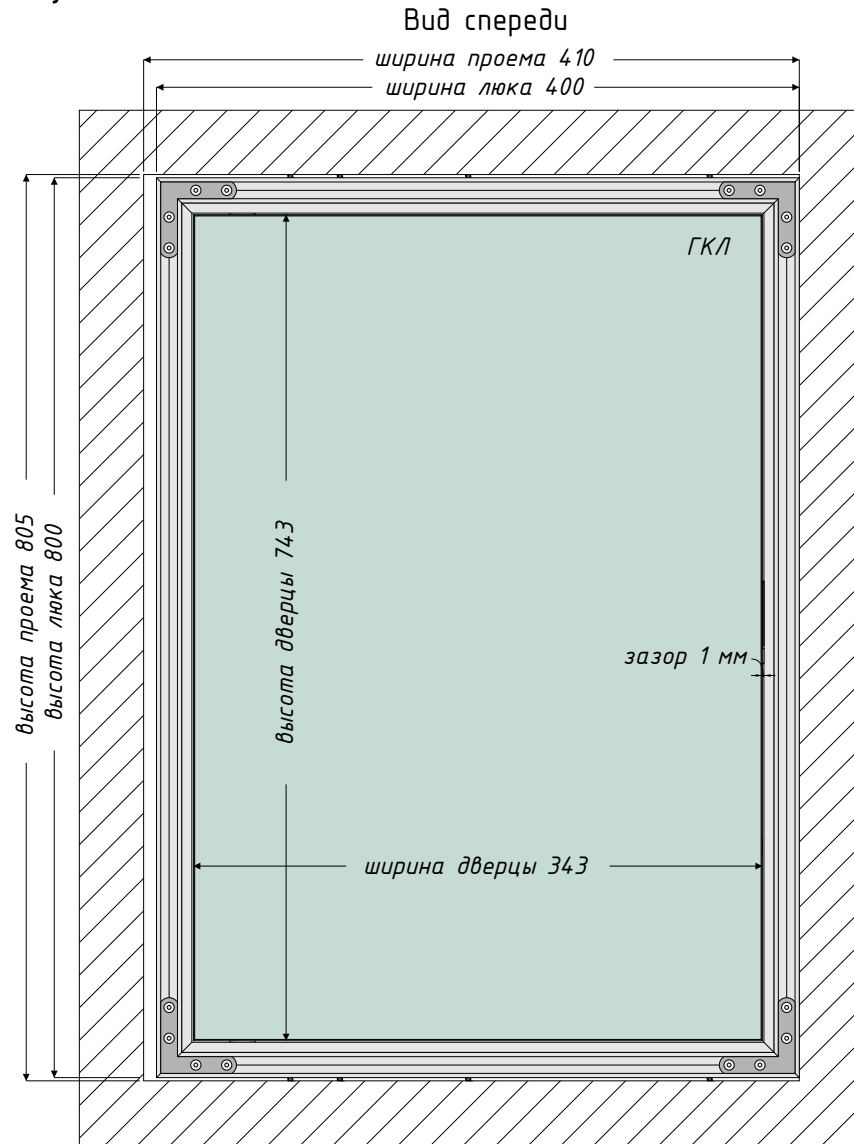 Вид спереди
ширина проема 410
ширина люка 400
ГКЛ
высота проема 805
высота люка 800
высота дверцы 743
зазор 1 мм
ширина дверцы 343